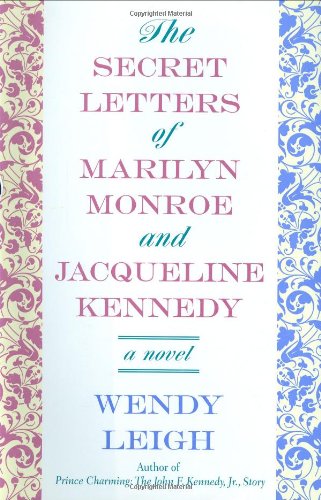 The
SECRET
LETTERS
of
MARILYN
MONROE
and
JACQUELINE
KENNEDY
a novel
WENDY
LEIGH
Author of
Prince Charming: The John F. Kennedy, Jr., Story